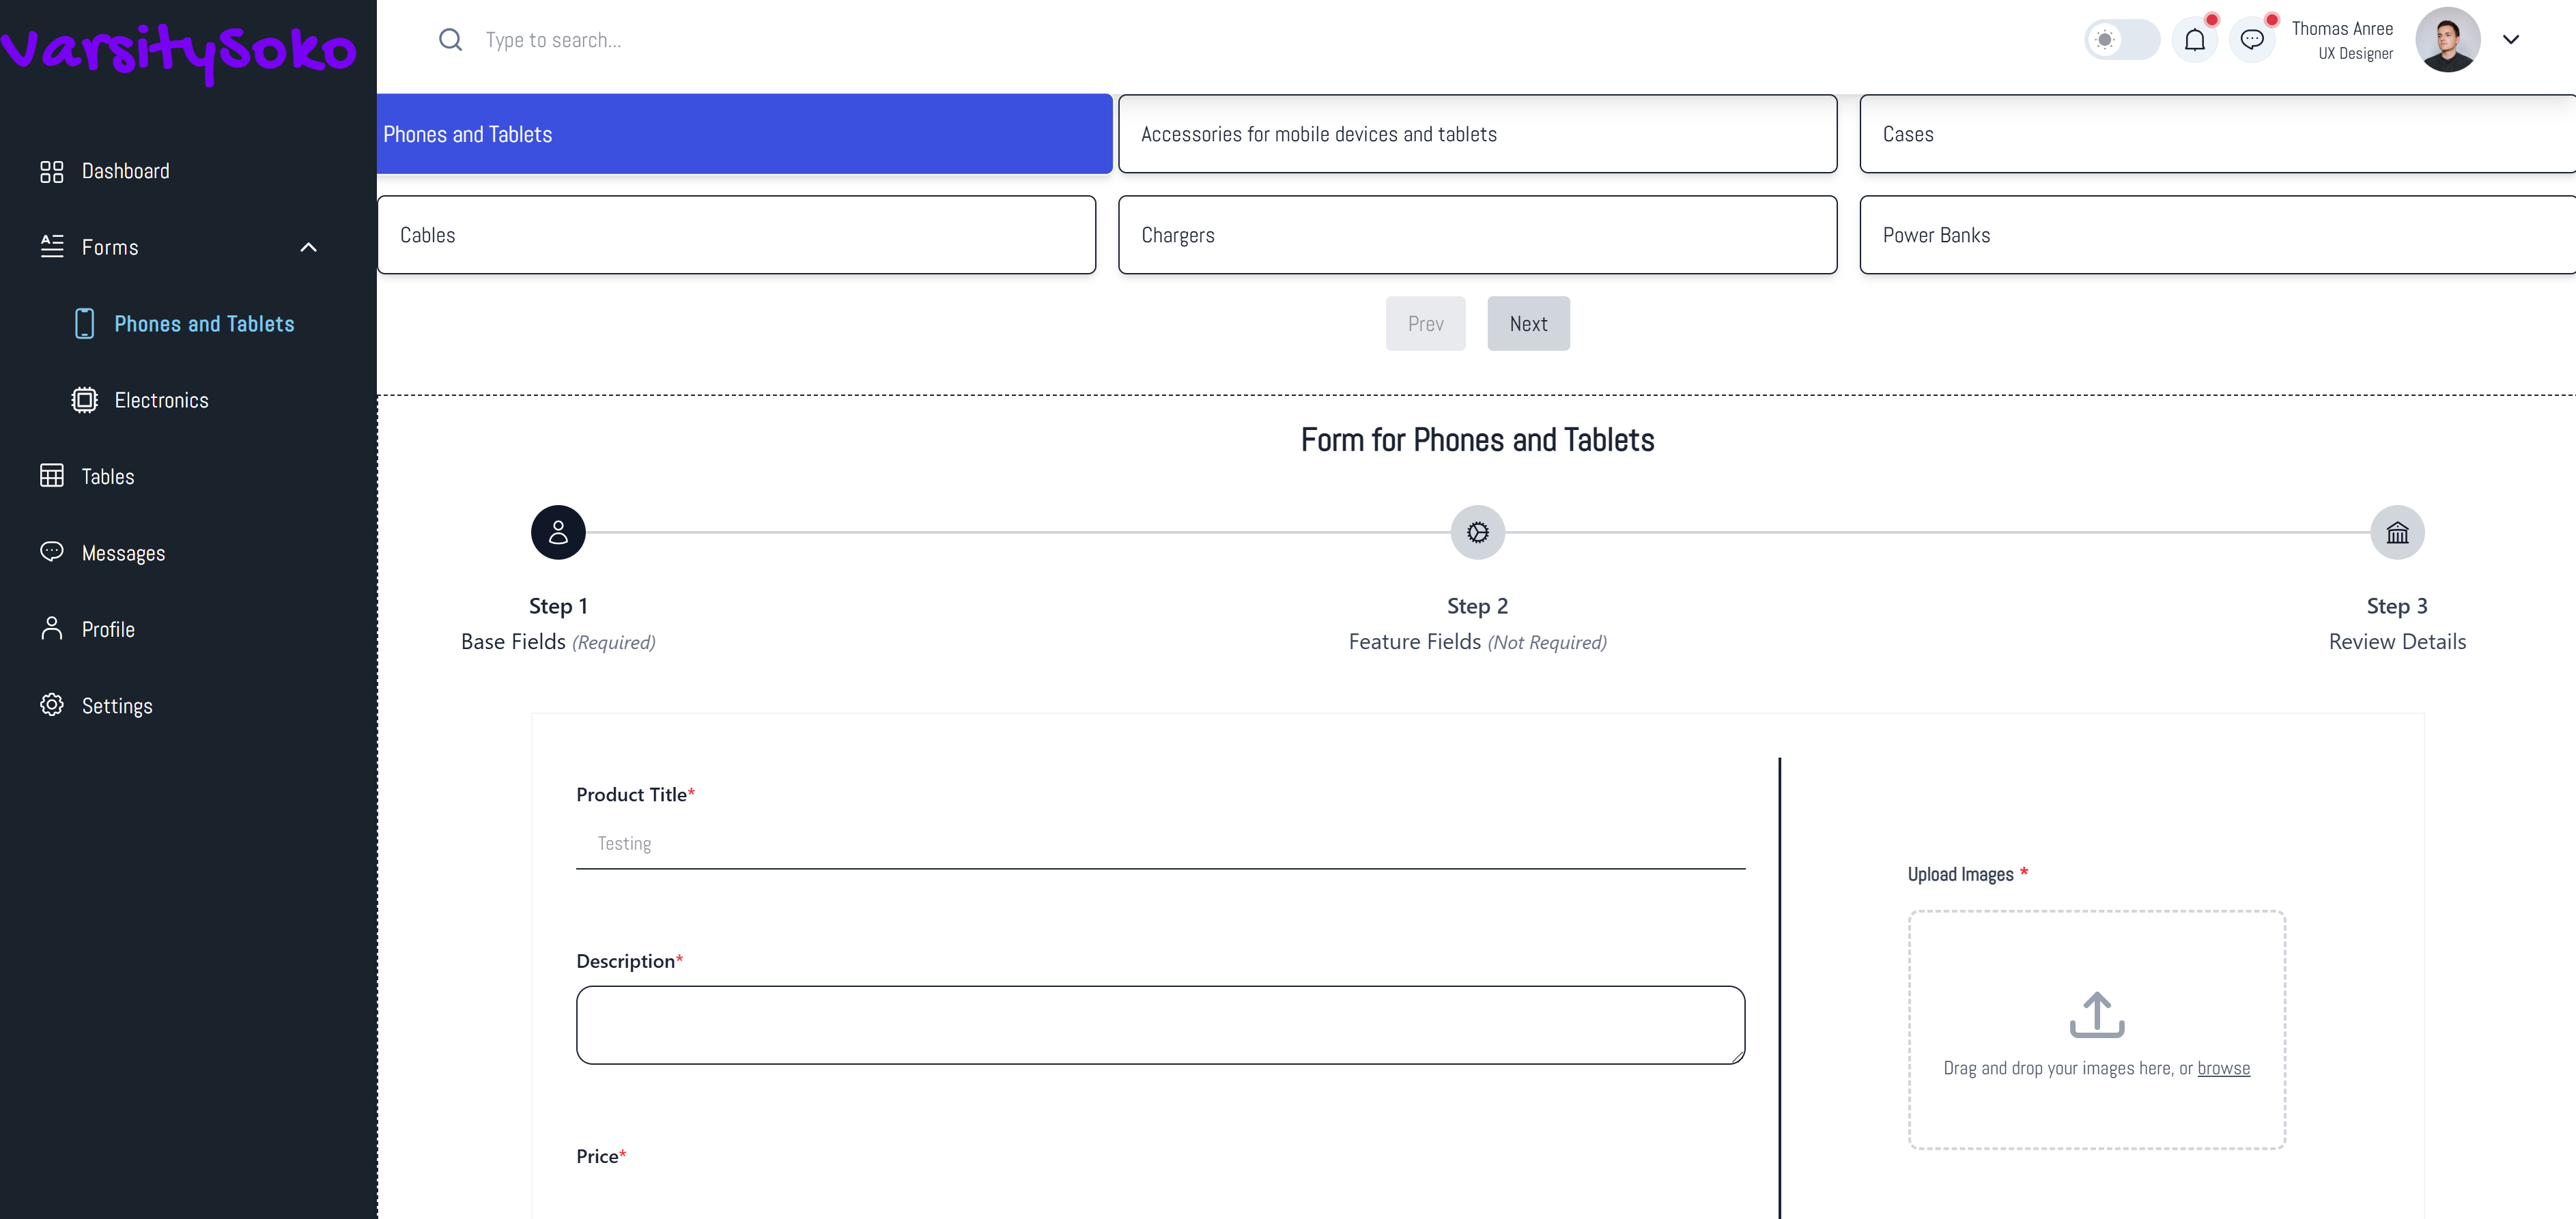 VarsitySoko
Dashboard
Forms
Phones and Tablets
Electronics
Tables
Messages
Profile
Settings
Type to search...
Thomas Anree
UX Designer
Phones and Tablets
Accessories for mobile devices and tablets
Cases
Cables
Chargers
Power Banks
Prev
Next
Form for Phones and Tablets
Step 1
Base Fields (Required)
Step 2
Feature Fields (Not Required)
Step 3
Review Details
Product Title*
Testing
Description*
Price*
Upload Images *
Drag and drop your images here, or browse